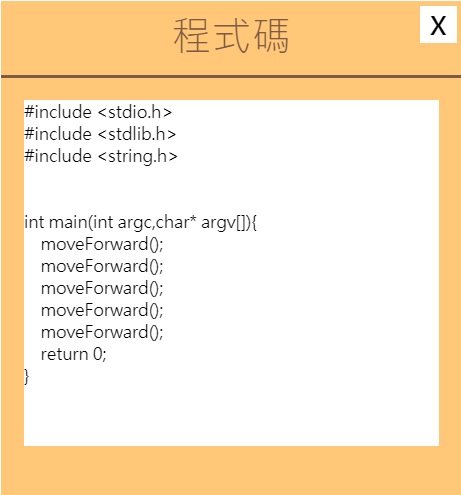 程式碼
X
#include <stdio.h>
#include <stdlib.h>
#include <string.h>
int main(int argc,char* argv[]){
    moveForward();
    moveForward();
    moveForward();
    moveForward();
    moveForward();
    return 0;
}